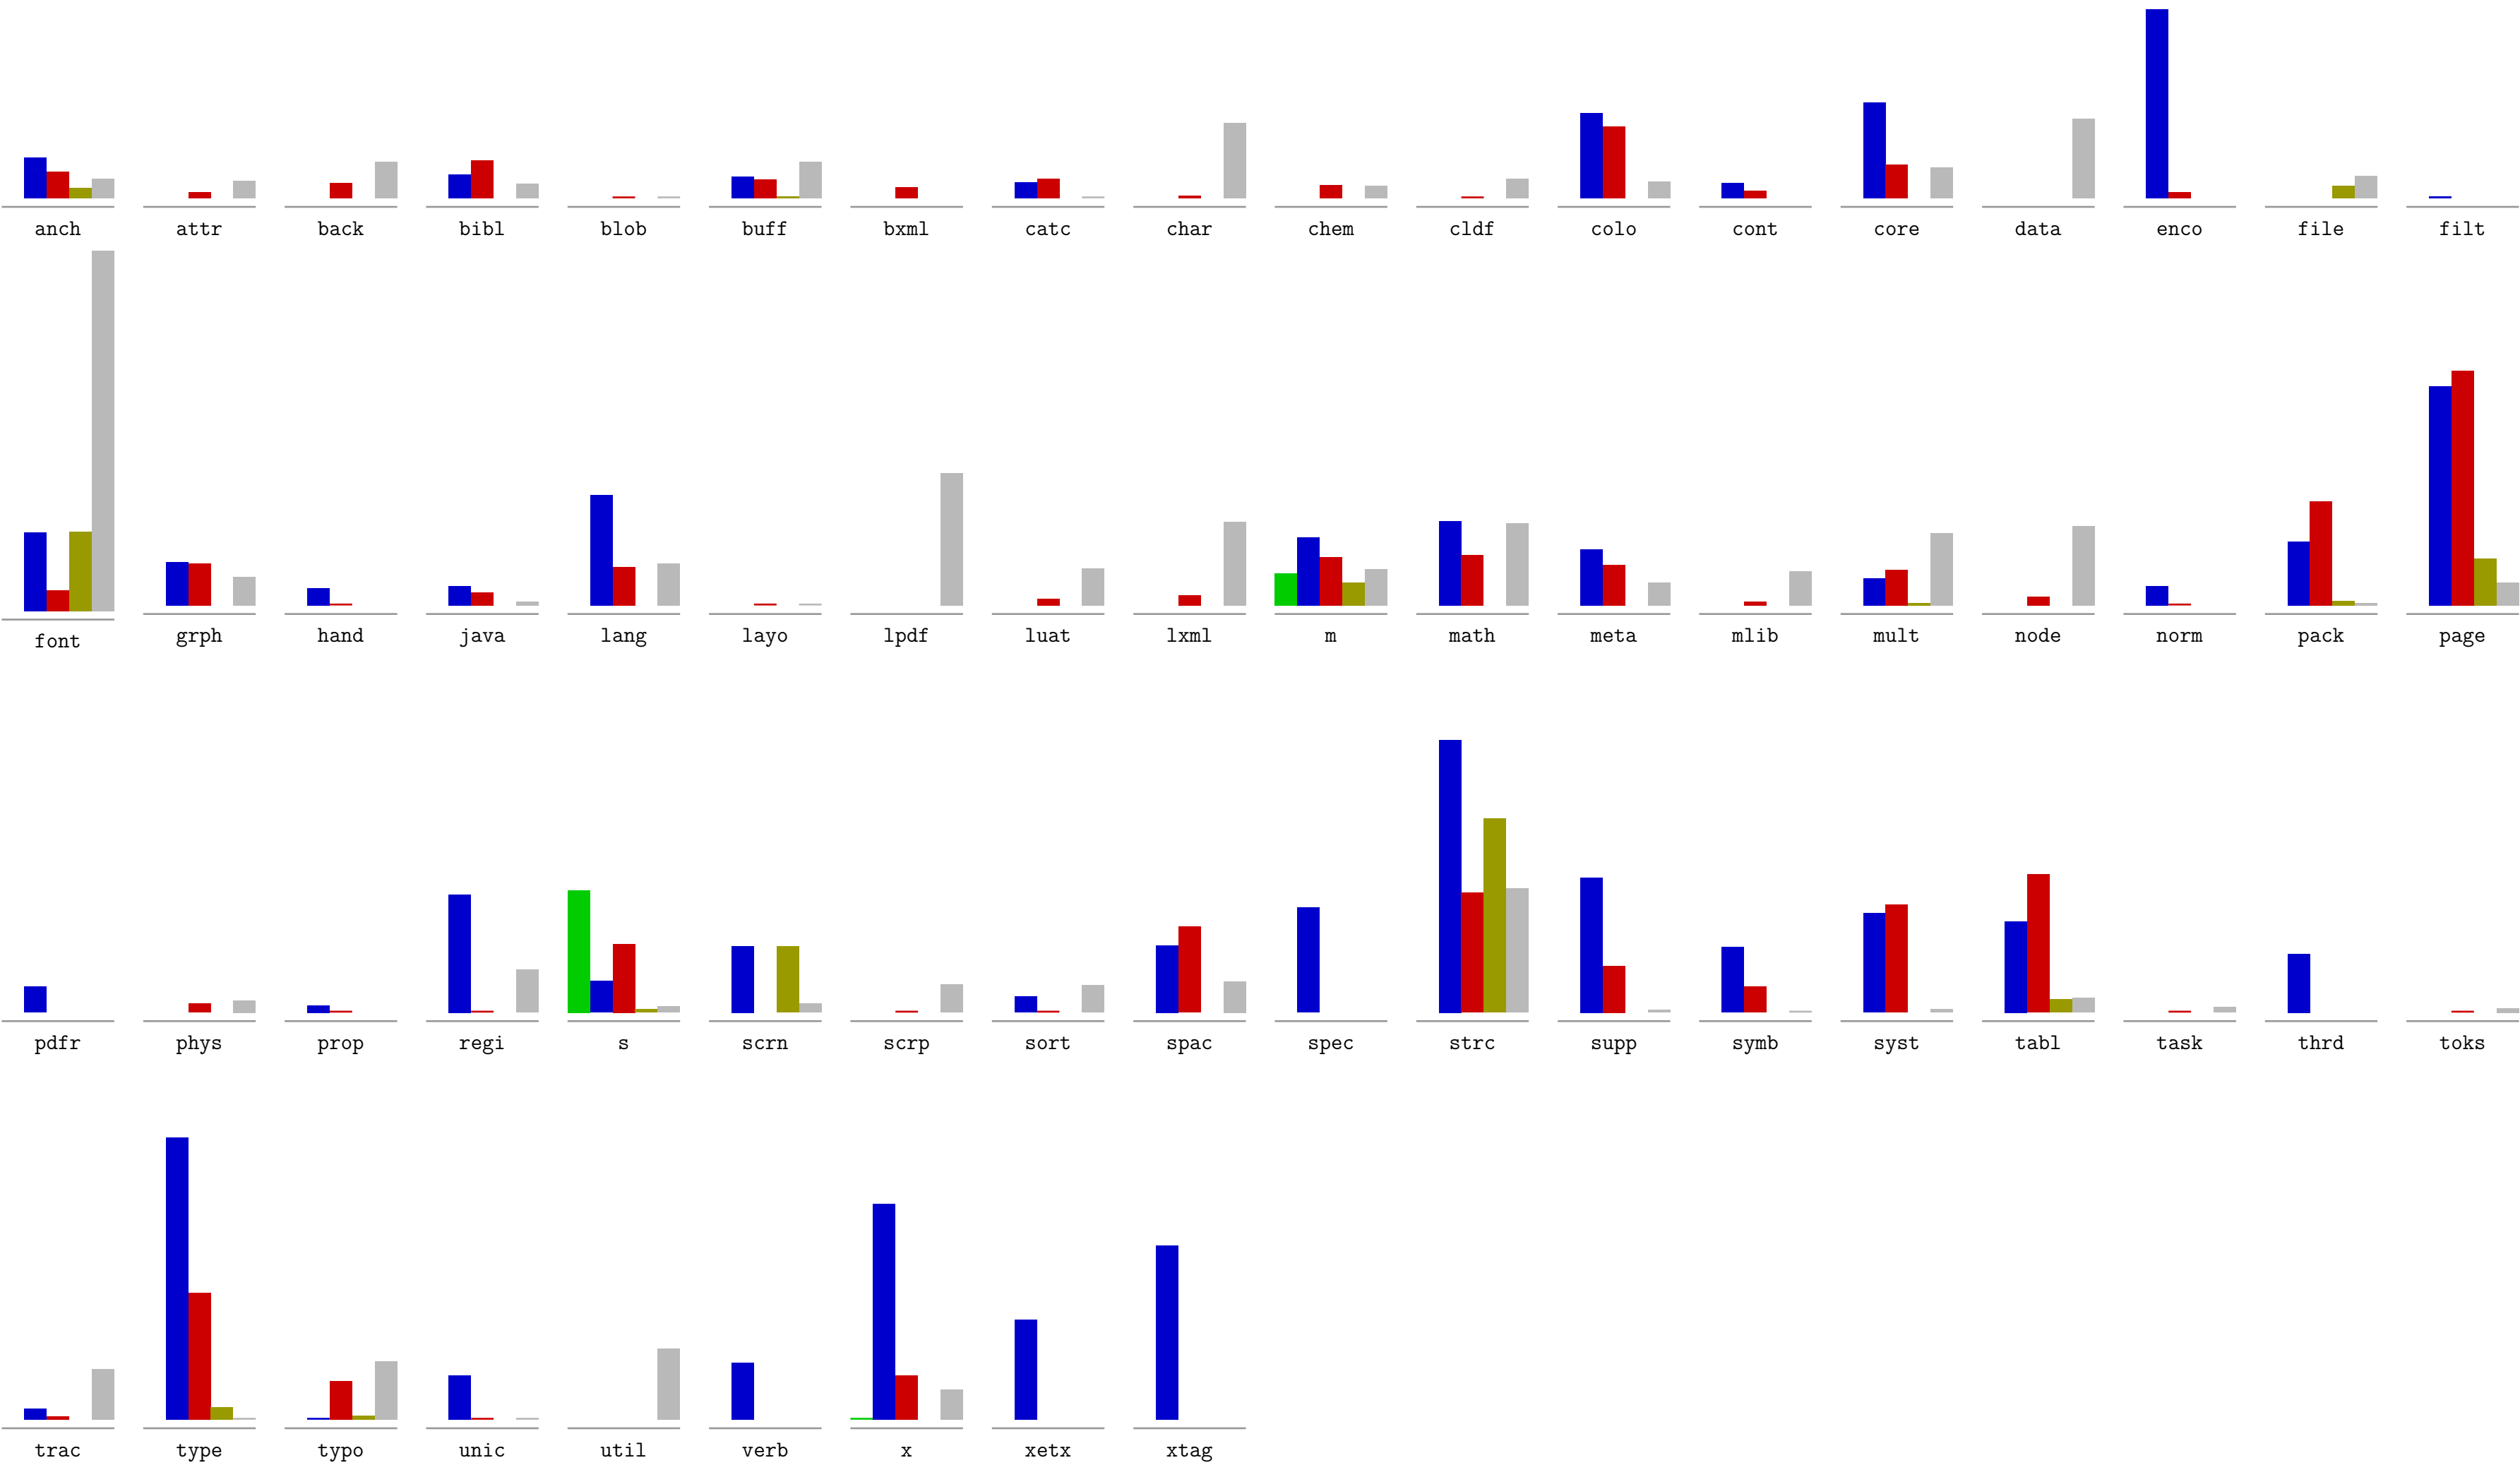 anch attr back bibl blob buff bxml catc char chem cldf colo cont core data enco file filt
font grph hand java lang layo lpdf luat lxml m math meta mlib mult node norm pack page
pdfr phys prop regi s scrn scrp sort spac spec strc supp symb syst tabl task thrd toks
trac type typo unic util verb x xetx xtag